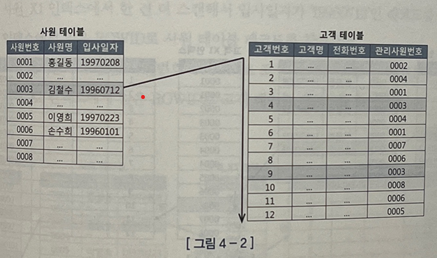 사원 테이블
사원번호 사원명 입사일자
0001 홍길동 19970208
0002 ... ...
0003 김철수 19960712
0004 ... ...
0005 이영희 19970223
0006 손수희 19960101
0007 ... ...
0008 ... ...
고객 테이블
고객번호 고객명 전화번호 관리사원번호
1 ... ... 0002
2 ... ... 0004
3 ... ... 0001
4 ... ... 0003
5 ... ... 0004
6 ... ... 0001
7 ... ... 0007
8 ... ... 0006
9 ... ... 0003
10 ... ... 0008
11 ... ... 0006
12 ... ... 0005
[ 그림 4 - 2 ]